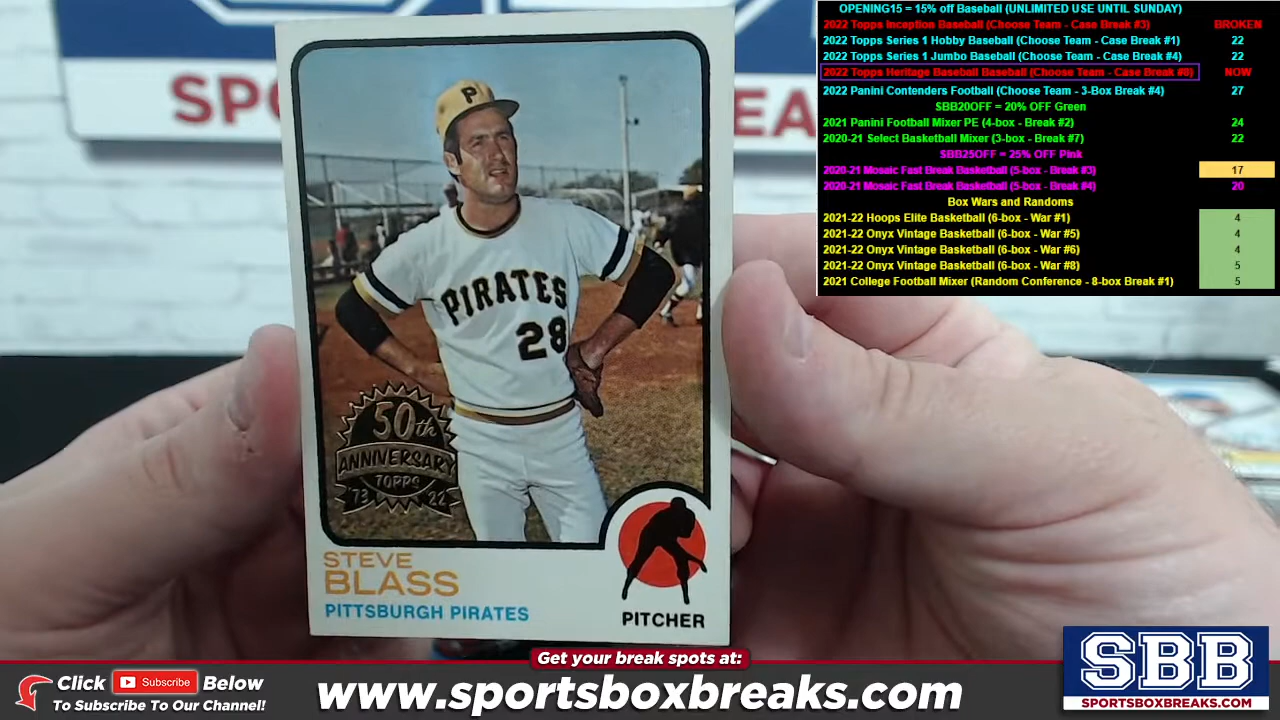 OPENING15 = 15% off Baseball (UNLIMITED USE UNTIL SUNDAY)
2022 Topps Inception Baseball (Choose Team - Case Break #3) BROKEN
2022 Topps Series 1 Hobby Baseball (Choose Team - Case Break #1) 22
2022 Topps Series 1 Jumbo Baseball (Choose Team - Case Break #4) 22
2022 Topps Heritage Baseball Baseball (Choose Team - Case Break #8) NOW
2022 Panini Contenders Football (Choose Team - 3-Box Break #4) 27
SBB20OFF = 20% OFF Green
2021 Panini Football Mixer PE (4-box - Break #2) 24
2020-21 Select Basketball Mixer (3-box - Break #7) 22
SBB25OFF = 25% OFF Pink
2020-21 Mosaic Fast Break Basketball (5-box - Break #3) 17
2020-21 Mosaic Fast Break Basketball (5-box - Break #4) 20
Box Wars and Randoms
2021-22 Hoops Elite Basketball (6-box - War #1) 4
2021-22 Onyx Vintage Basketball (6-box - War #5) 4
2021-22 Onyx Vintage Basketball (6-box - War #6) 4
2021-22 Onyx Vintage Basketball (6-box - War #8) 5
2021 College Football Mixer (Random Conference - 8-box Break #1) 5
P
PIRATES
28
50th
ANNIVERSARY
TOPPS
'73 22
STEVE
BLASS
PITTSBURGH PIRATES
PITCHER
Get your break spots at:
Click Subscribe Below
To Subscribe To Our Channel!
www.sportsboxbreaks.com
SBB
SPORTSBOXBREAKS.COM